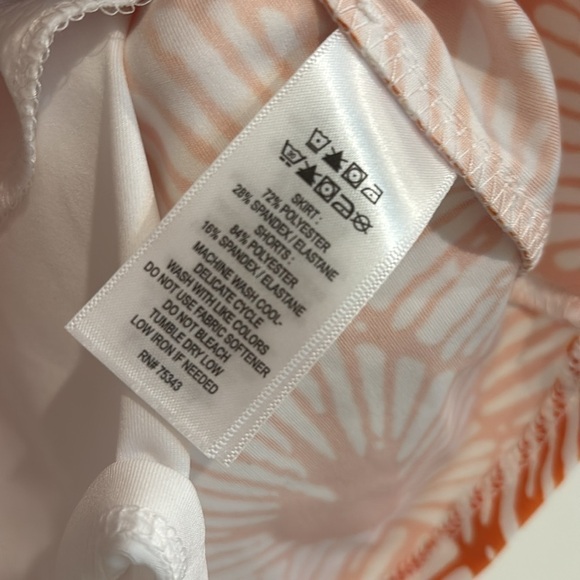 SKIRT :
72% POLYESTER
28% SPANDEX / ELASTANE
SHORTS :
84% POLYESTER
16% SPANDEX / ELASTANE
MACHINE WASH COOL-
DELICATE CYCLE
WASH WITH LIKE COLORS
DO NOT USE FABRIC SOFTENER
DO NOT BLEACH
TUMBLE DRY LOW
LOW IRON IF NEEDED
RN# 75343